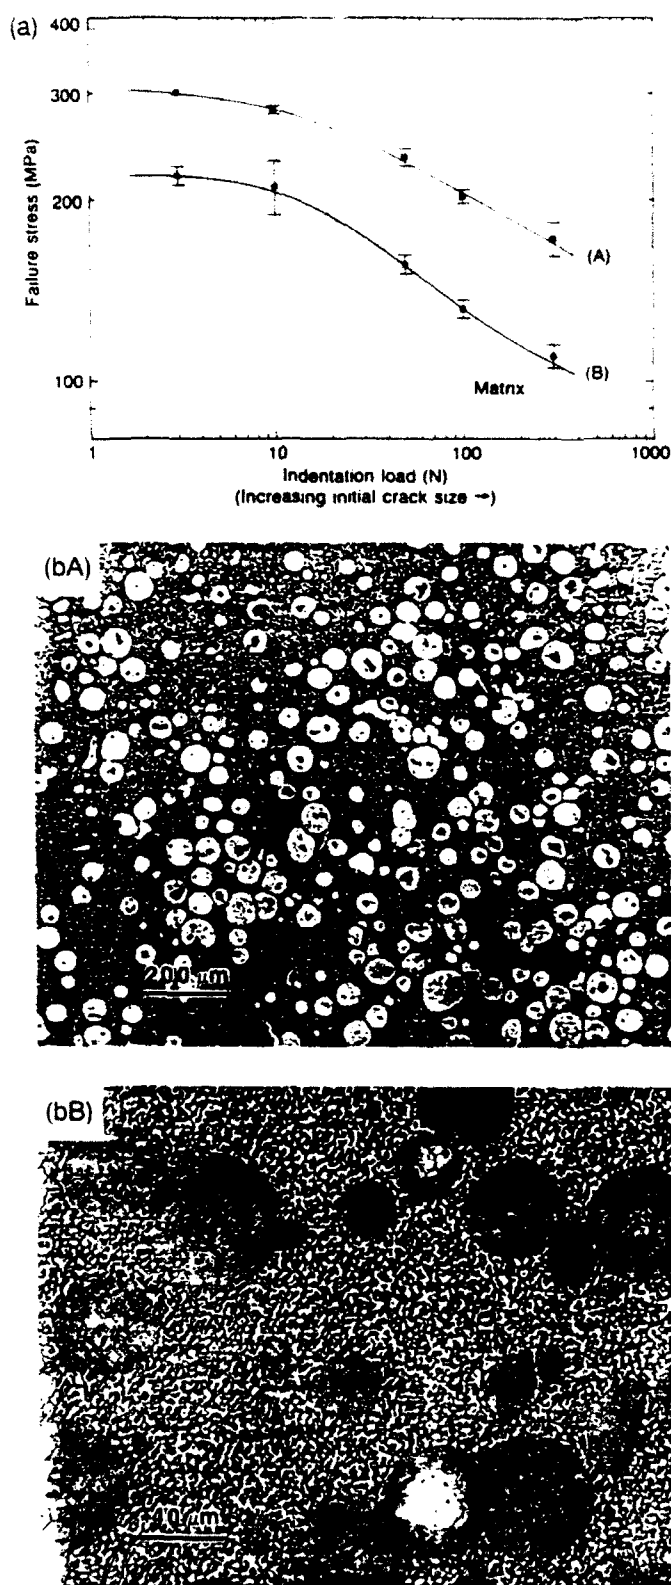 (a)
400
300
200
100
Failure stress (MPa)
(A)
(B)
Matrix
1
10
100
1000
Indentation load (N)
(Increasing initial crack size →)
(bA)
200 μm
(bB)
40 μm